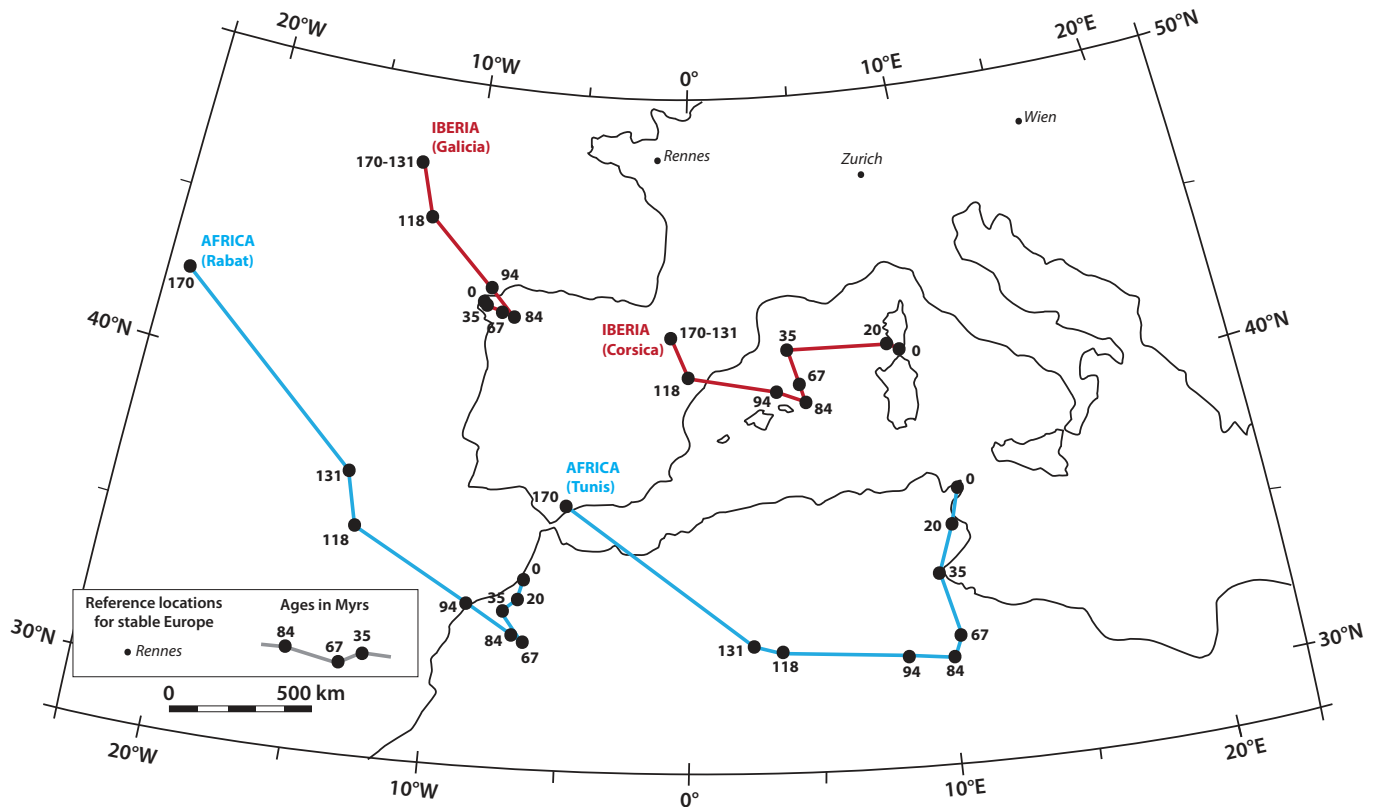 20°W
10°W
0°
10°E
20°E
50°N
Wien
Rennes
Zurich
IBERIA
(Galicia)
170-131
118
94
0
35
67
84
AFRICA
(Rabat)
170
40°N
40°N
IBERIA
(Corsica)
170-131
118
94
84
67
35
20
0
131
118
94
84
67
35
20
0
AFRICA
(Tunis)
170
131
118
94
84
67
35
20
0
Reference locations
for stable Europe
Rennes
Ages in Myrs
84
67
35
30°N
30°N
0
500 km
20°W
10°W
0°
10°E
20°E